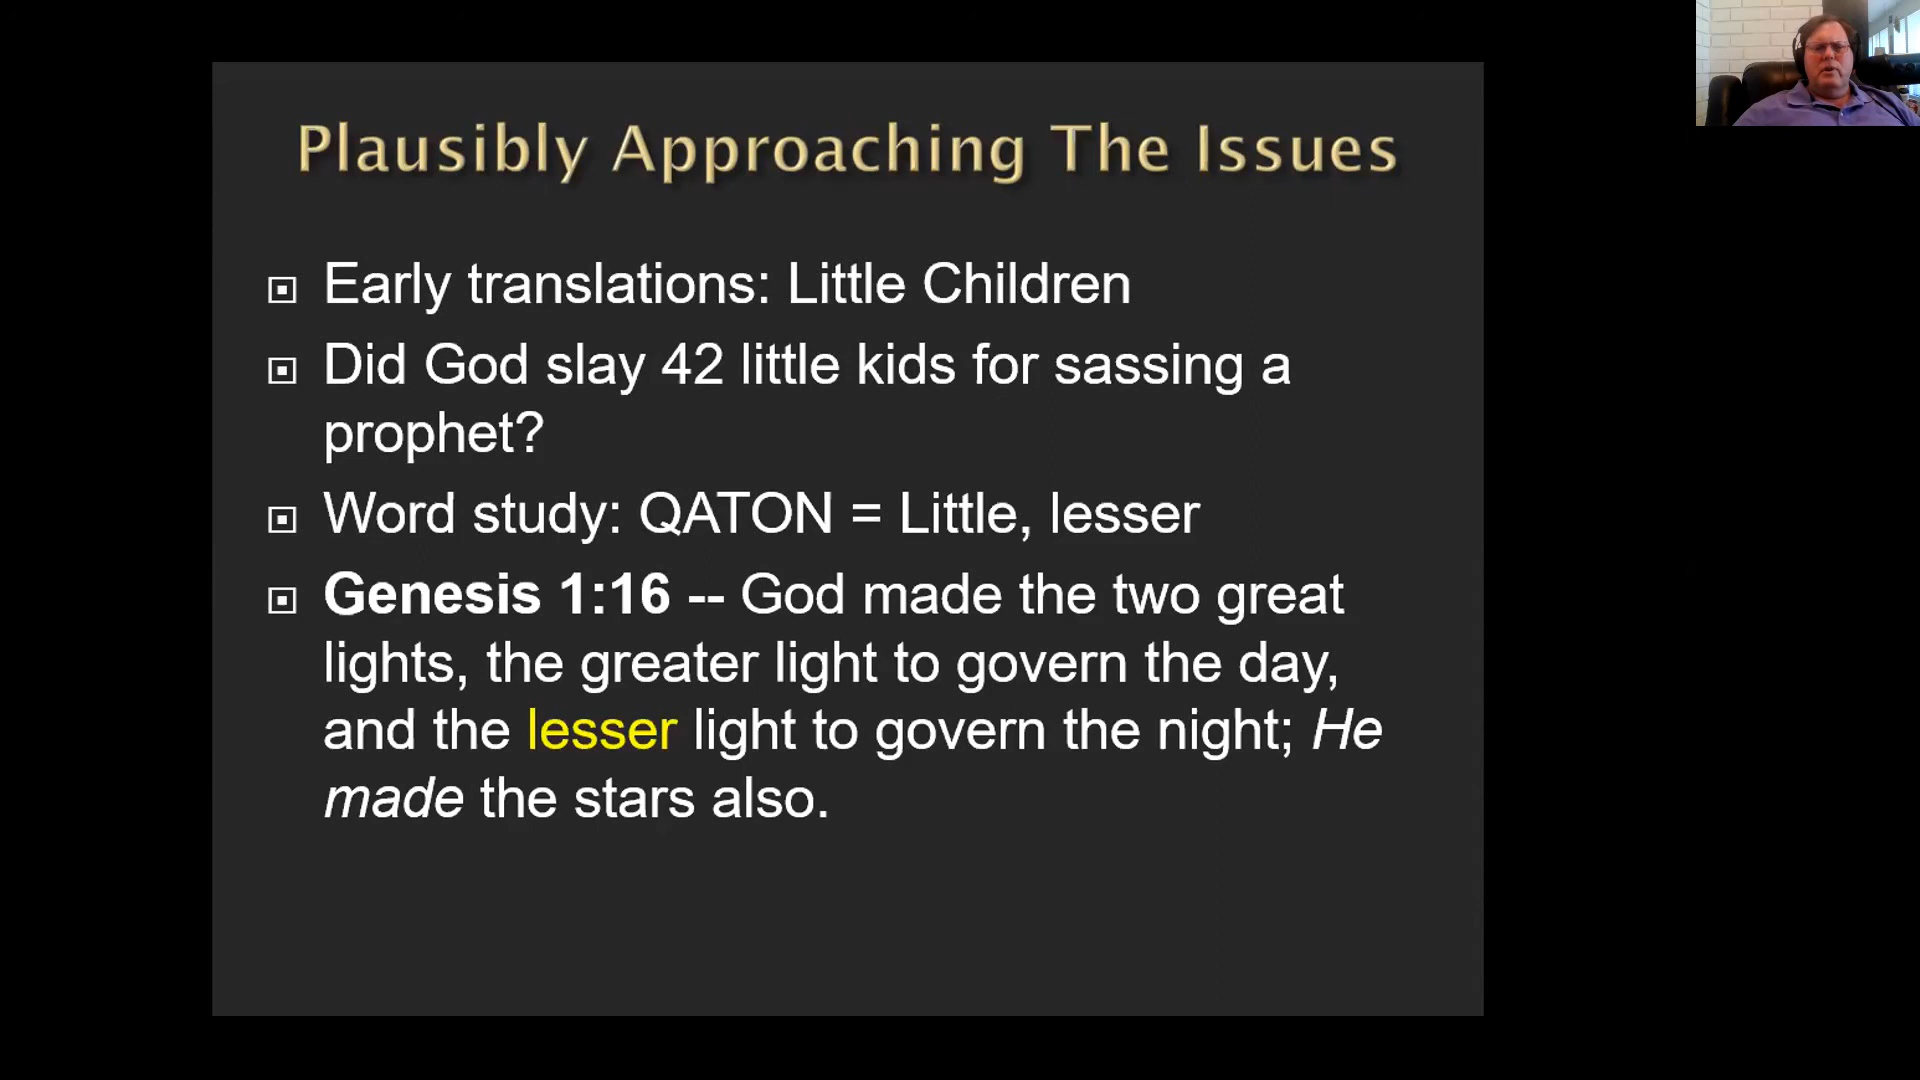 Plausibly Approaching The Issues
Early translations: Little Children
Did God slay 42 little kids for sassing a
prophet?
Word study: QATON = Little, lesser
Genesis 1:16 -- God made the two great
lights, the greater light to govern the day,
and the lesser light to govern the night; He
made the stars also.